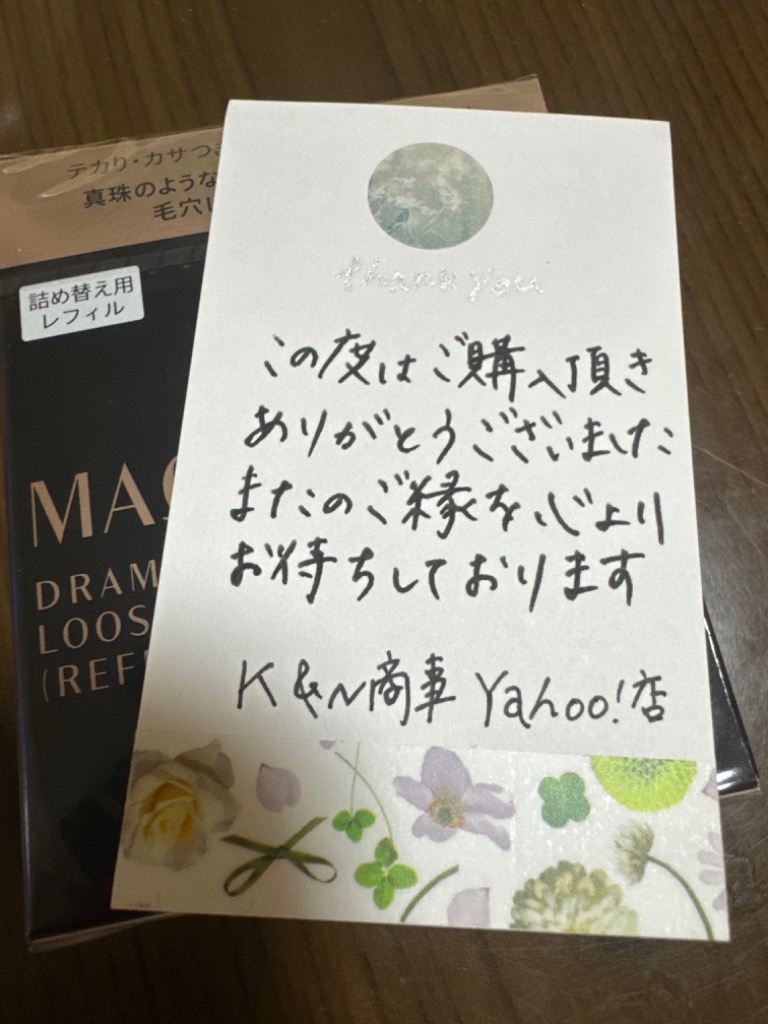 テカリ・カサつ
真珠のような
毛穴
詰め替え用
レフィル
MA
DRAM
LOOS
(REF
thank you
この度はご購入頂き
ありがとうございました
またのご縁を心より
お待ちしております
K&N商事 Yahoo!店